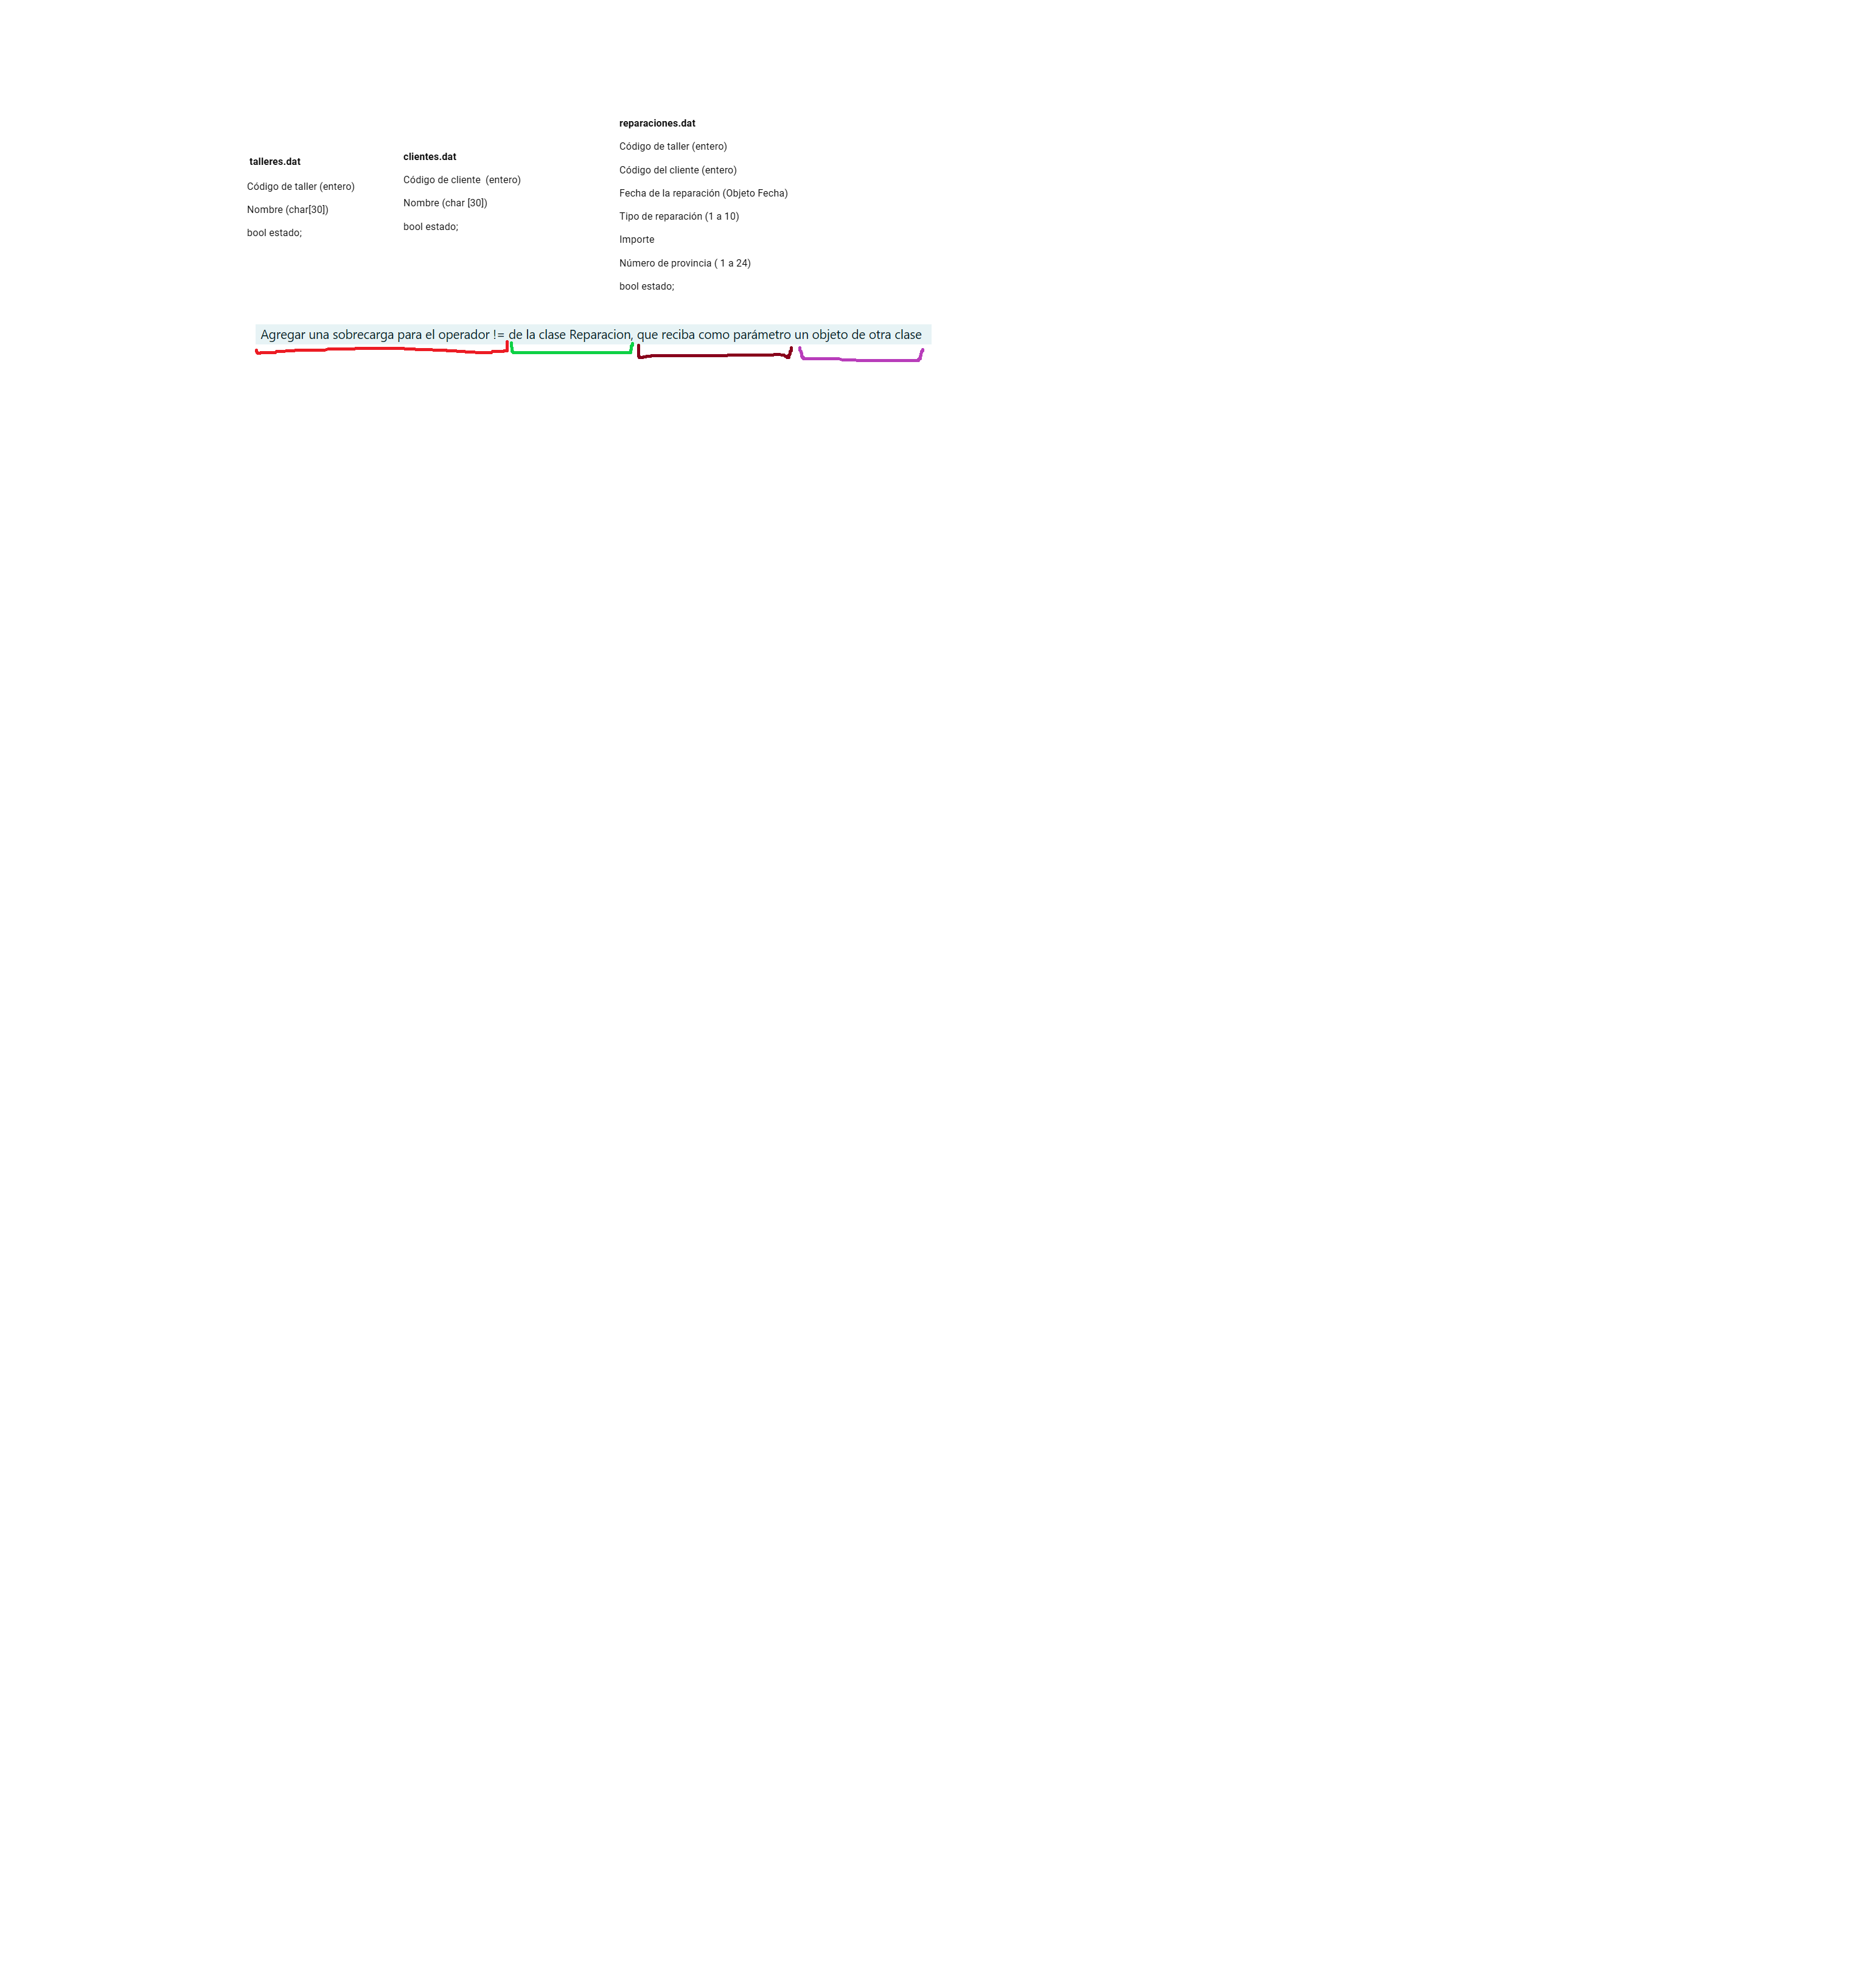 talleres.dat
Código de taller (entero)
Nombre (char[30])
bool estado;
clientes.dat
Código de cliente  (entero)
Nombre (char [30])
bool estado;
reparaciones.dat
Código de taller (entero)
Código del cliente (entero)
Fecha de la reparación (Objeto Fecha)
Tipo de reparación (1 a 10)
Importe
Número de provincia ( 1 a 24)
bool estado;
Agregar una sobrecarga para el operador != de la clase Reparacion, que reciba como parámetro un objeto de otra clase